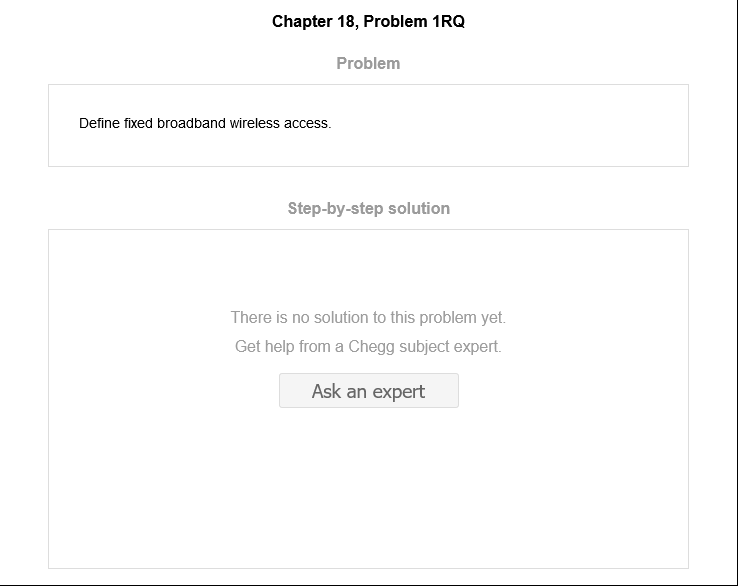 Chapter 18, Problem 1RQ
Problem
Define fixed broadband wireless access.
Step-by-step solution
There is no solution to this problem yet.
Get help from a Chegg subject expert.
Ask an expert